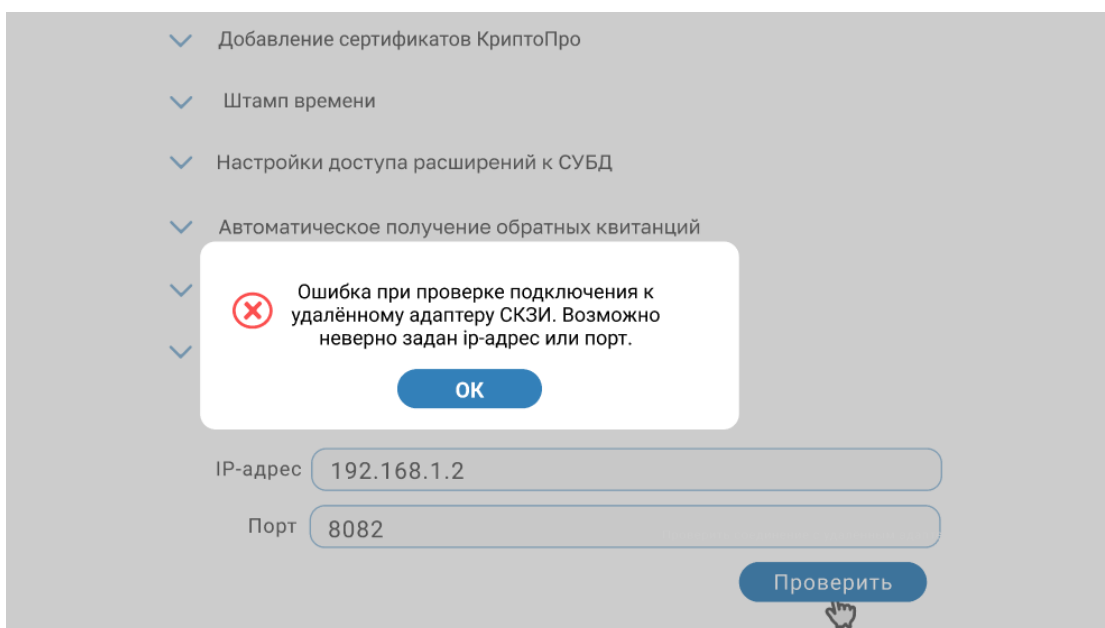 Добавление сертификатов КриптоПро
Штамп времени
Настройки доступа расширений к СУБД
Автоматическое получение обратных квитанций
Ошибка при проверке подключения к
удалённому адаптеру СКЗИ. Возможно
неверно задан ip-адрес или порт.
ОК
IP-адрес 192.168.1.2
Порт 8082
Проверить